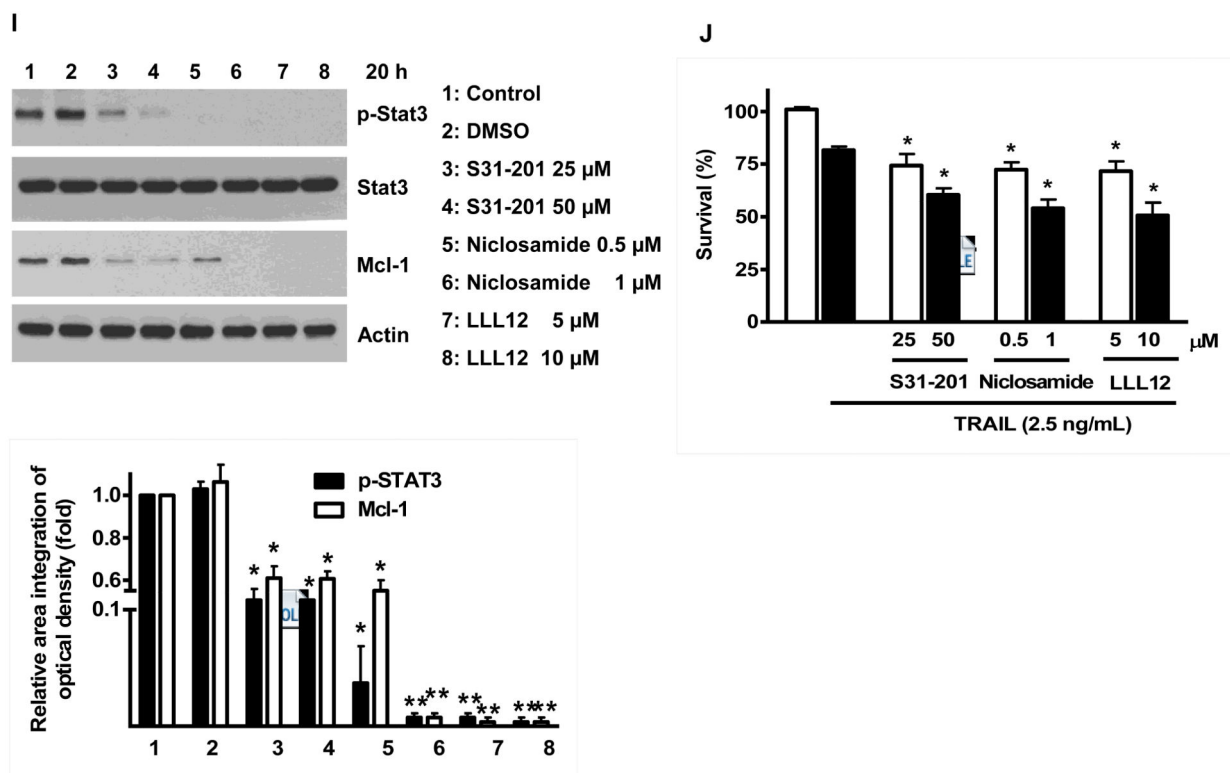 I
1 2 3 4 5 6 7 8 20 h
p-Stat3
Stat3
Mcl-1
Actin
1: Control
2: DMSO
3: S31-201 25 µM
4: S31-201 50 µM
5: Niclosamide 0.5 µM
6: Niclosamide 1 µM
7: LLL12 5 µM
8: LLL12 10 µM
J
Survival (%)
100
75
50
25
0
* * * * * *
LE
25 50 0.5 1 5 10 µM
S31-201 Niclosamide LLL12
TRAIL (2.5 ng/mL)
Relative area integration of
optical density (fold)
p-STAT3
Mcl-1
1.0
0.8
0.6
0.1
* * * * * * ** ** ** ** ** **
OL
1 2 3 4 5 6 7 8